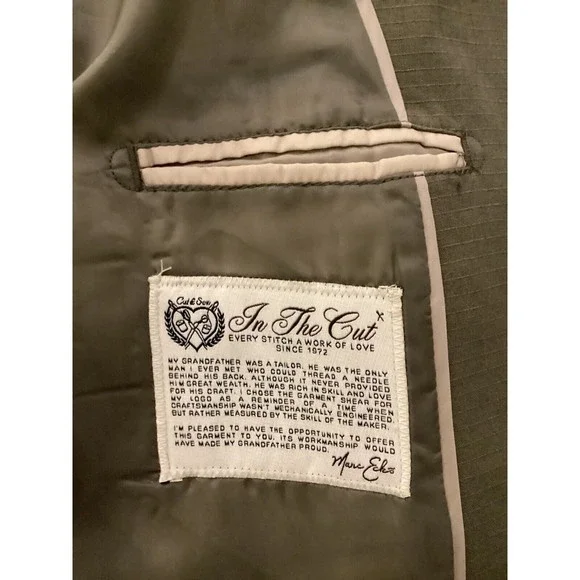 Cut & Sew
In The Cut
EVERY STITCH A WORK OF LOVE
SINCE 1972
MY GRANDFATHER WAS A TAILOR. HE WAS THE ONLY
MAN I EVER MET WHO COULD THREAD A NEEDLE
BEHIND HIS BACK. ALTHOUGH IT NEVER PROVIDED
HIM GREAT WEALTH, HE WAS RICH IN SKILL AND LOVE
FOR HIS CRAFT. I CHOSE THE GARMENT SHEAR FOR
MY LOGO AS A REMINDER OF A TIME WHEN
CRAFTSMANSHIP WASN'T MECHANICALLY ENGINEERED,
BUT RATHER MEASURED BY THE SKILL OF THE MAKER.
I'M PLEASED TO HAVE THE OPPORTUNITY TO OFFER
THIS GARMENT TO YOU. ITS WORKMANSHIP WOULD
HAVE MADE MY GRANDFATHER PROUD.
Marc Ecko